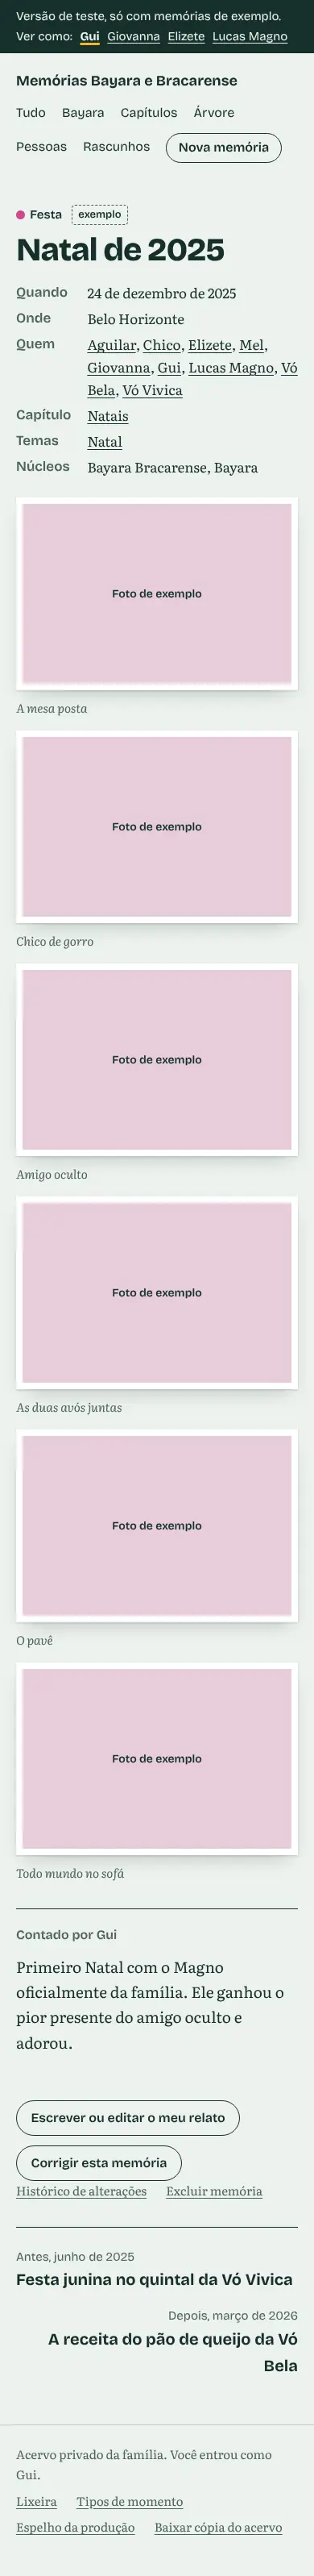 Versão de teste, só com memórias de exemplo.
Ver como: Gui Giovanna Elizete Lucas Magno
Memórias Bayara e Bracarense
Tudo Bayara Capítulos Árvore
Pessoas Rascunhos Nova memória
Festa exemplo
Natal de 2025
Quando 24 de dezembro de 2025
Onde Belo Horizonte
Quem Aguilar, Chico, Elizete, Mel,
Giovanna, Gui, Lucas Magno, Vó
Bela, Vó Vivica
Capítulo Natais
Temas Natal
Núcleos Bayara Bracarense, Bayara
Foto de exemplo
A mesa posta
Foto de exemplo
Chico de gorro
Foto de exemplo
Amigo oculto
Foto de exemplo
As duas avós juntas
Foto de exemplo
O pavê
Foto de exemplo
Todo mundo no sofá
Contado por Gui
Primeiro Natal com o Magno
oficialmente da família. Ele ganhou o
pior presente do amigo oculto e
adorou.
Escrever ou editar o meu relato
Corrigir esta memória
Histórico de alterações Excluir memória
Antes, junho de 2025
Festa junina no quintal da Vó Vivica
Depois, março de 2026
A receita do pão de queijo da Vó
Bela
Acervo privado da família. Você entrou como
Gui.
Lixeira Tipos de momento
Espelho da produção Baixar cópia do acervo